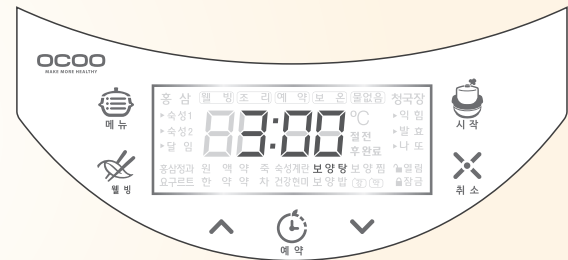 OCOO
MAKE MORE HEALTHY
메뉴
웰빙
홍 삼 웰 빙 조 리 예 약 보 온 물없음 청국장
▸숙성1
▸숙성2
▸달 임
3:00
℃
절전
후완료
▸익 힘
▸발 효
▸나 또
홍삼정과 원 액 약 죽 숙성계란 보양탕 보양찜 열림
요구르트 한 약 약 차 건강현미 보양밥 잠금
시작
취소
예약